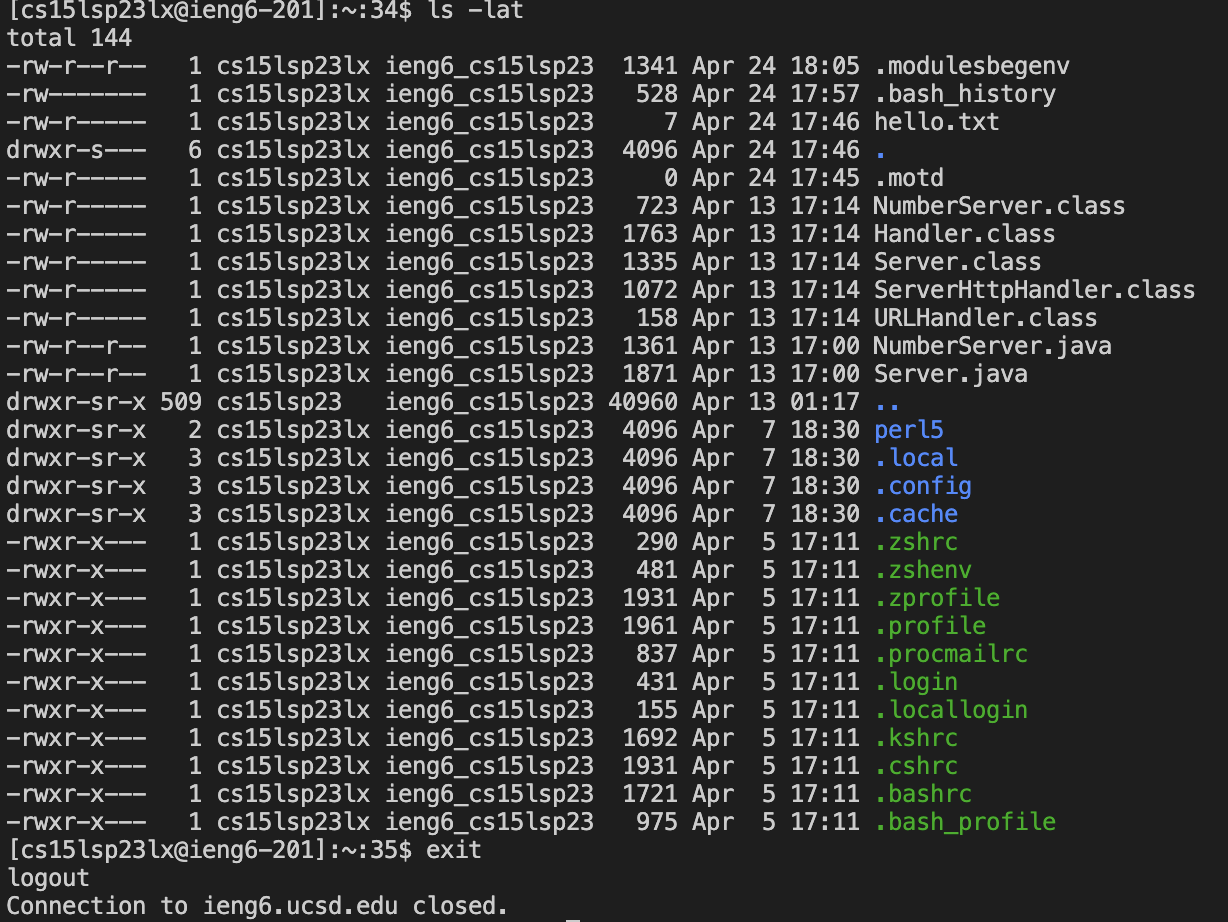 [cs15lsp23lx@ieng6-201]:~:34$ ls -lat
total 144
-rw-r--r--   1 cs15lsp23lx ieng6_cs15lsp23  1341 Apr 24 18:05 .modulesbegenv
-rw-------   1 cs15lsp23lx ieng6_cs15lsp23   528 Apr 24 17:57 .bash_history
-rw-r-----   1 cs15lsp23lx ieng6_cs15lsp23     7 Apr 24 17:46 hello.txt
drwxr-s---   6 cs15lsp23lx ieng6_cs15lsp23  4096 Apr 24 17:46 .
-rw-r-----   1 cs15lsp23lx ieng6_cs15lsp23     0 Apr 24 17:45 .motd
-rw-r-----   1 cs15lsp23lx ieng6_cs15lsp23   723 Apr 13 17:14 NumberServer.class
-rw-r-----   1 cs15lsp23lx ieng6_cs15lsp23  1763 Apr 13 17:14 Handler.class
-rw-r-----   1 cs15lsp23lx ieng6_cs15lsp23  1335 Apr 13 17:14 Server.class
-rw-r-----   1 cs15lsp23lx ieng6_cs15lsp23  1072 Apr 13 17:14 ServerHttpHandler.class
-rw-r-----   1 cs15lsp23lx ieng6_cs15lsp23   158 Apr 13 17:14 URLHandler.class
-rw-r--r--   1 cs15lsp23lx ieng6_cs15lsp23  1361 Apr 13 17:00 NumberServer.java
-rw-r--r--   1 cs15lsp23lx ieng6_cs15lsp23  1871 Apr 13 17:00 Server.java
drwxr-sr-x 509 cs15lsp23   ieng6_cs15lsp23 40960 Apr 13 01:17 ..
drwxr-sr-x   2 cs15lsp23lx ieng6_cs15lsp23  4096 Apr  7 18:30 perl5
drwxr-sr-x   3 cs15lsp23lx ieng6_cs15lsp23  4096 Apr  7 18:30 .local
drwxr-sr-x   3 cs15lsp23lx ieng6_cs15lsp23  4096 Apr  7 18:30 .config
drwxr-sr-x   3 cs15lsp23lx ieng6_cs15lsp23  4096 Apr  7 18:30 .cache
-rwxr-x---   1 cs15lsp23lx ieng6_cs15lsp23   290 Apr  5 17:11 .zshrc
-rwxr-x---   1 cs15lsp23lx ieng6_cs15lsp23   481 Apr  5 17:11 .zshenv
-rwxr-x---   1 cs15lsp23lx ieng6_cs15lsp23  1931 Apr  5 17:11 .zprofile
-rwxr-x---   1 cs15lsp23lx ieng6_cs15lsp23  1961 Apr  5 17:11 .profile
-rwxr-x---   1 cs15lsp23lx ieng6_cs15lsp23   837 Apr  5 17:11 .procmailrc
-rwxr-x---   1 cs15lsp23lx ieng6_cs15lsp23   431 Apr  5 17:11 .login
-rwxr-x---   1 cs15lsp23lx ieng6_cs15lsp23   155 Apr  5 17:11 .locallogin
-rwxr-x---   1 cs15lsp23lx ieng6_cs15lsp23  1692 Apr  5 17:11 .kshrc
-rwxr-x---   1 cs15lsp23lx ieng6_cs15lsp23  1931 Apr  5 17:11 .cshrc
-rwxr-x---   1 cs15lsp23lx ieng6_cs15lsp23  1721 Apr  5 17:11 .bashrc
-rwxr-x---   1 cs15lsp23lx ieng6_cs15lsp23   975 Apr  5 17:11 .bash_profile
[cs15lsp23lx@ieng6-201]:~:35$ exit
logout
Connection to ieng6.ucsd.edu closed.